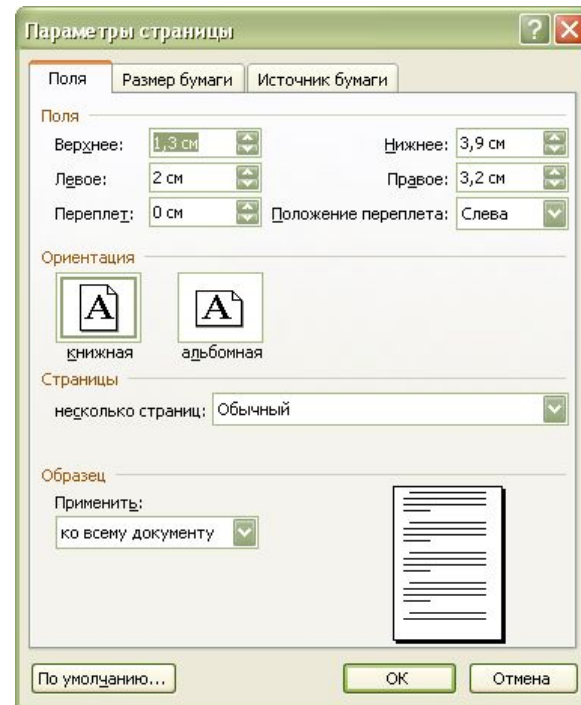 Параметры страницы
Поля Размер бумаги Источник бумаги
Поля
Верхнее: 1,3 см Нижнее: 3,9 см
Левое: 2 см Правое: 3,2 см
Переплет: 0 см Положение переплета: Слева
Ориентация
A A
книжная альбомная
Страницы
несколько страниц: Обычный
Образец
Применить:
ко всему документу
По умолчанию... ОК Отмена